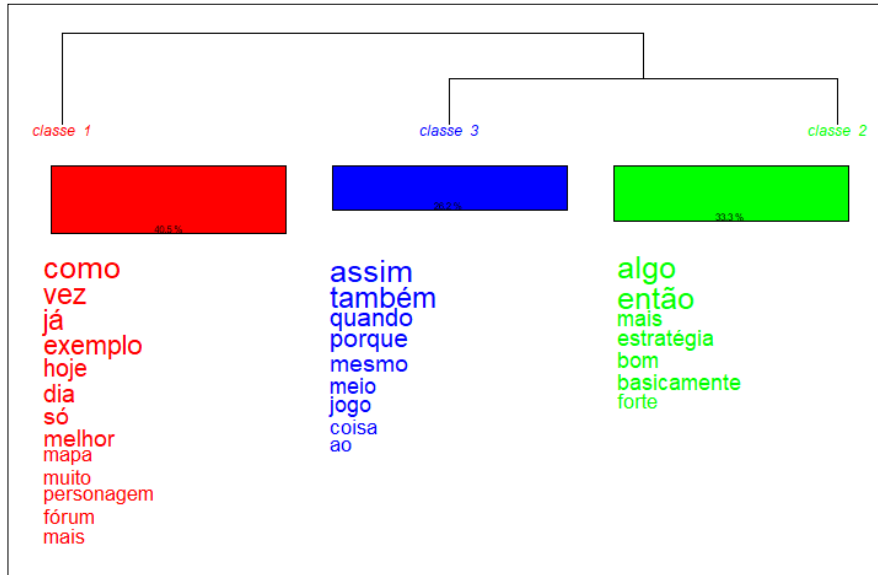 classe 1
classe 3
classe 2
40.5 %
26.2 %
33.3 %
como
vez
já
exemplo
hoje
dia
só
melhor
mapa
muito
personagem
fórum
mais
assim
também
quando
porque
mesmo
meio
jogo
coisa
ao
algo
então
mais
estratégia
bom
basicamente
forte